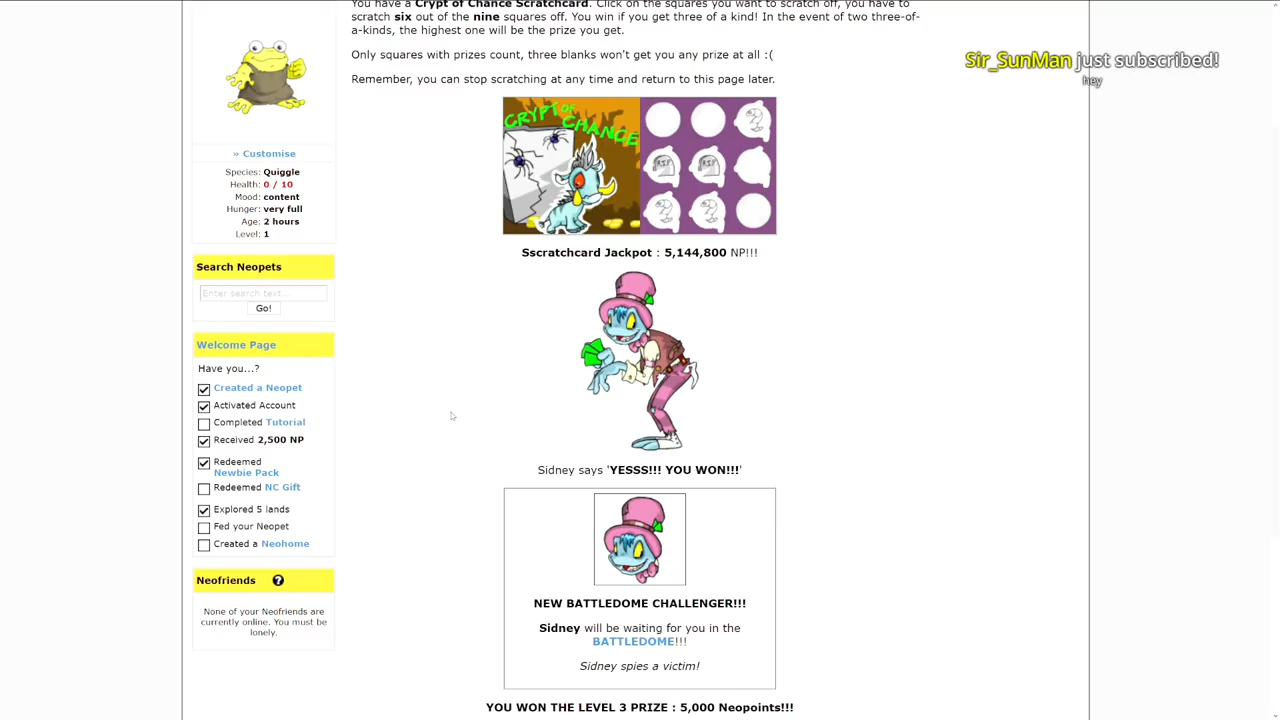 You have a Crypt of Chance Scratchcard. Click on the squares you want to scratch off, you have to
scratch six out of the nine squares off. You win if you get three of a kind! In the event of two three-of-
a-kinds, the highest one will be the prize you get.
Only squares with prizes count, three blanks won't get you any prize at all :(
Remember, you can stop scratching at any time and return to this page later.
Sir_SunMan just subscribed!
hey
CRYPT OF CHANCE
» Customise
Species: Quiggle
Health: 0 / 10
Mood: content
Hunger: very full
Age: 2 hours
Level: 1
Search Neopets
Enter search text...
Go!
Welcome Page
Have you...?
Created a Neopet
Activated Account
Completed Tutorial
Received 2,500 NP
Redeemed
Newbie Pack
Redeemed NC Gift
Explored 5 lands
Fed your Neopet
Created a Neohome
Neofriends ?
None of your Neofriends are
currently online. You must be
lonely.
Sscratchcard Jackpot : 5,144,800 NP!!!
Sidney says 'YESSS!!! YOU WON!!!'
NEW BATTLEDOME CHALLENGER!!!
Sidney will be waiting for you in the
BATTLEDOME!!!
Sidney spies a victim!
YOU WON THE LEVEL 3 PRIZE : 5,000 Neopoints!!!